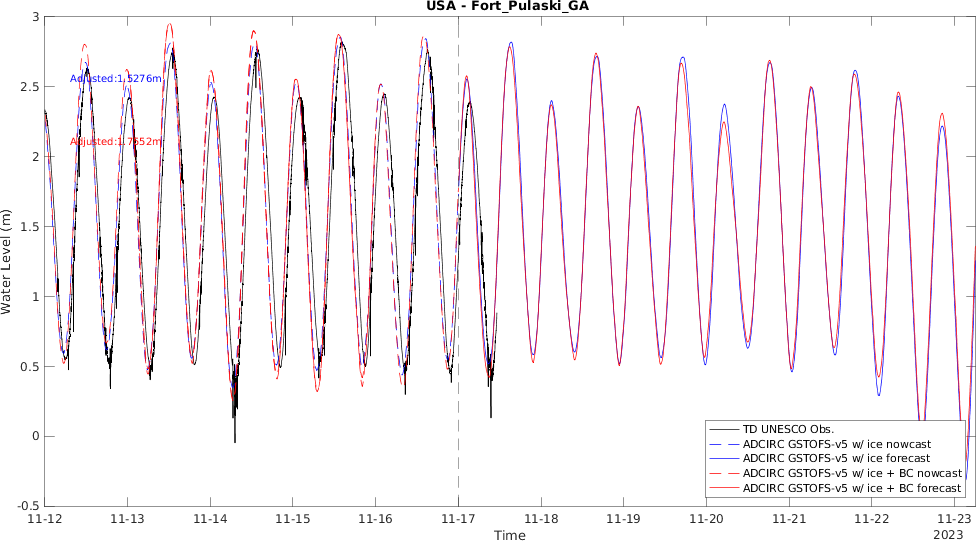 USA - Fort_Pulaski_GA
3
2.5
2
1.5
1
0.5
0
-0.5
Water Level (m)
Adjusted:1.5276m
Adjusted:1.7552m
TD UNESCO Obs.
ADCIRC GSTOFS-v5 w/ ice nowcast
ADCIRC GSTOFS-v5 w/ ice forecast
ADCIRC GSTOFS-v5 w/ ice + BC nowcast
ADCIRC GSTOFS-v5 w/ ice + BC forecast
11-12 11-13 11-14 11-15 11-16 11-17 11-18 11-19 11-20 11-21 11-22 11-23
Time
2023